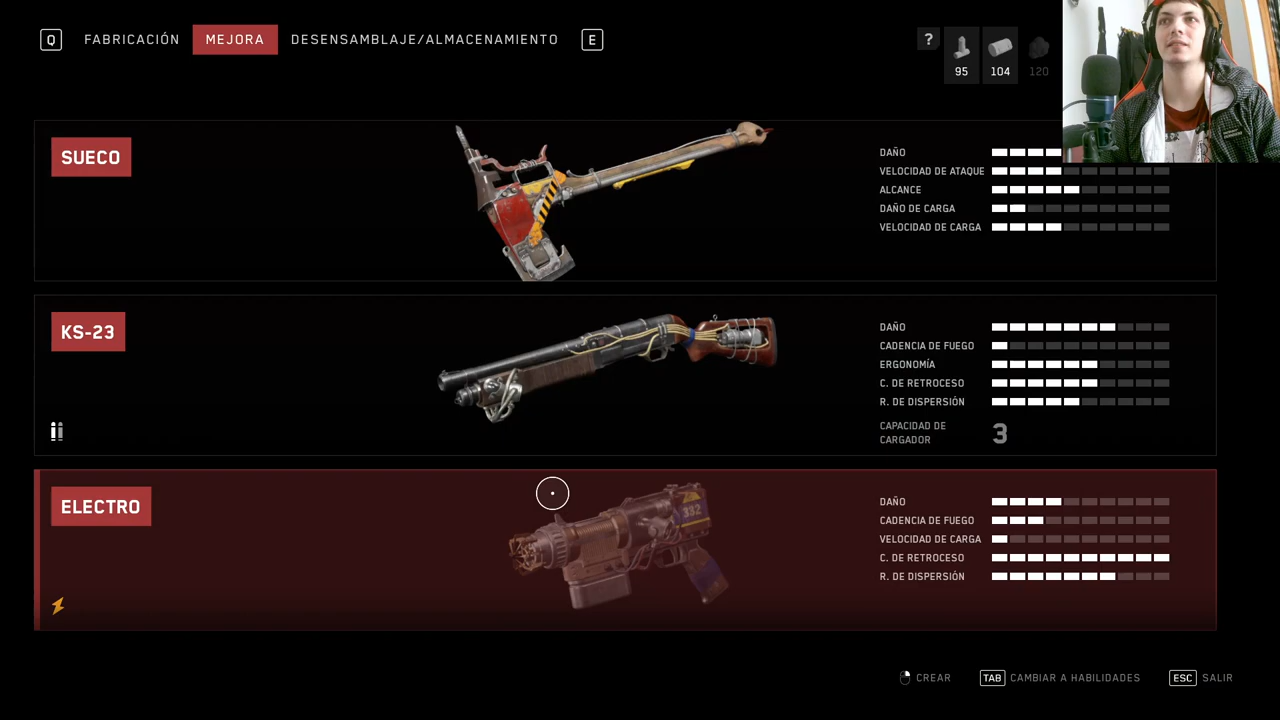 Q FABRICACIÓN MEJORA DESENSAMBLAJE/ALMACENAMIENTO E ?
95 104 120
SUECO
DAÑO
VELOCIDAD DE ATAQUE
ALCANCE
DAÑO DE CARGA
VELOCIDAD DE CARGA
KS-23
DAÑO
CADENCIA DE FUEGO
ERGONOMÍA
C. DE RETROCESO
R. DE DISPERSIÓN
CAPACIDAD DE
CARGADOR
3
ELECTRO
332
DAÑO
CADENCIA DE FUEGO
VELOCIDAD DE CARGA
C. DE RETROCESO
R. DE DISPERSIÓN
CREAR TAB CAMBIAR A HABILIDADES ESC SALIR